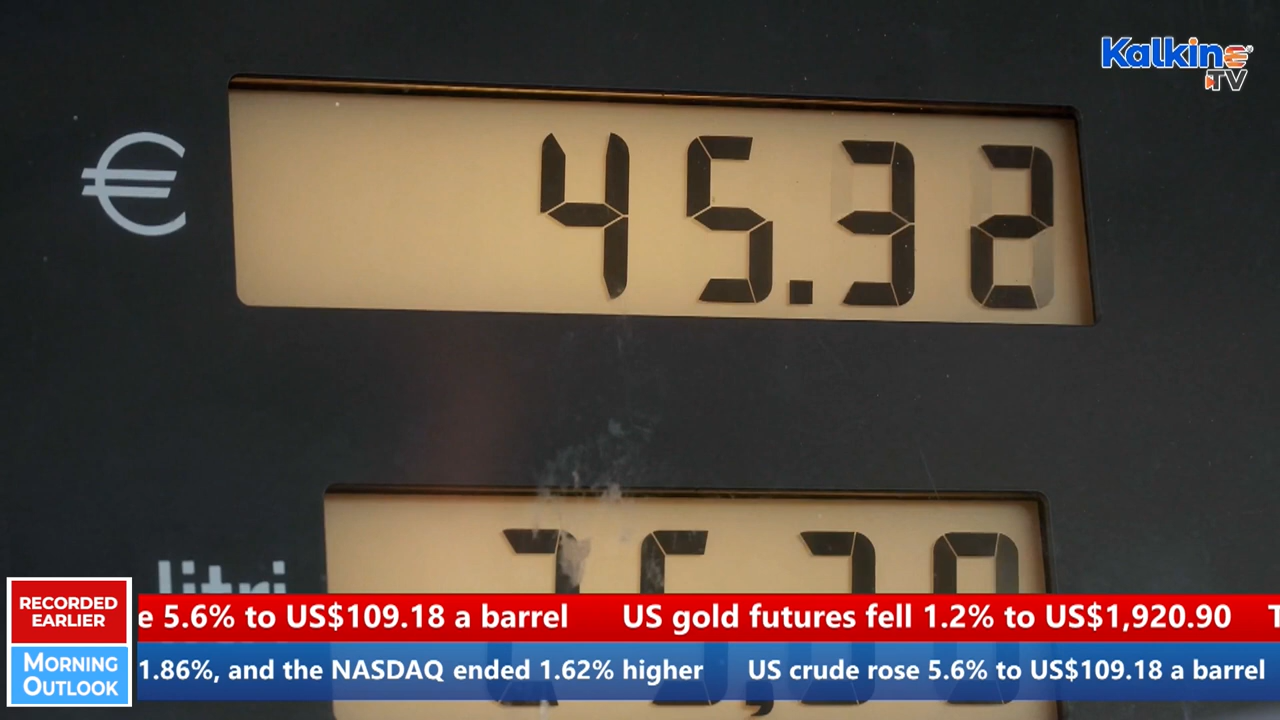 Kalkine
TV
€ 45.32
litri
RECORDED
EARLIER
e 5.6% to US$109.18 a barrel US gold futures fell 1.2% to US$1,920.90 T
MORNING
OUTLOOK
1.86%, and the NASDAQ ended 1.62% higher US crude rose 5.6% to US$109.18 a barrel